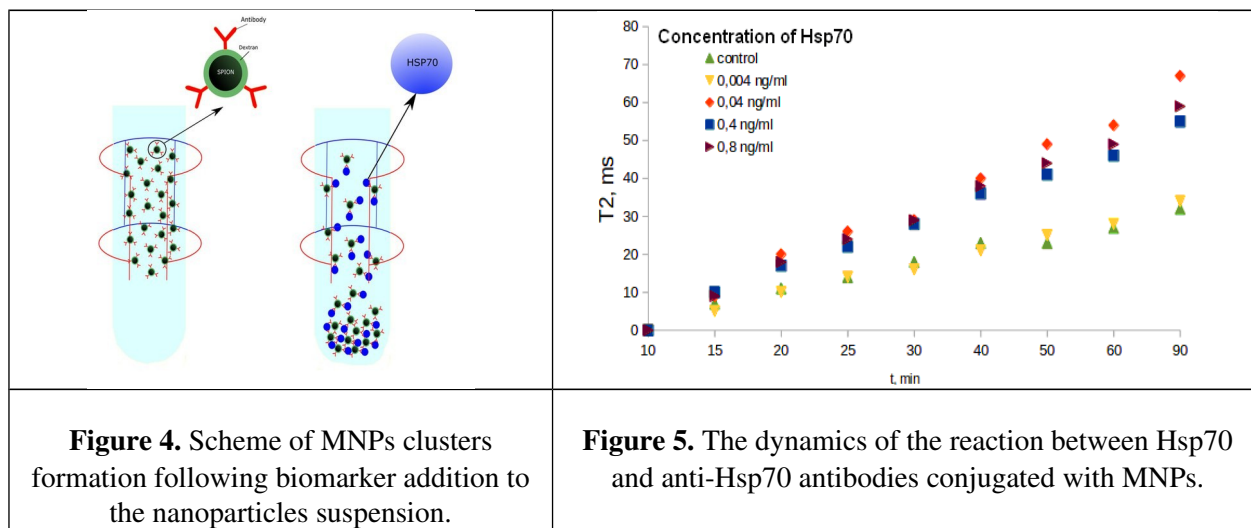 Antibody
Dextran
SPION
HSP70
Figure 4. Scheme of MNPs clusters
formation following biomarker addition to
the nanoparticles suspension.
Concentration of Hsp70
control
0,004 ng/ml
0,04 ng/ml
0,4 ng/ml
0,8 ng/ml
T2, ms
80
70
60
50
40
30
20
10
0
10 15 20 25 30 40 50 60 90
t, min
Figure 5. The dynamics of the reaction between Hsp70
and anti-Hsp70 antibodies conjugated with MNPs.